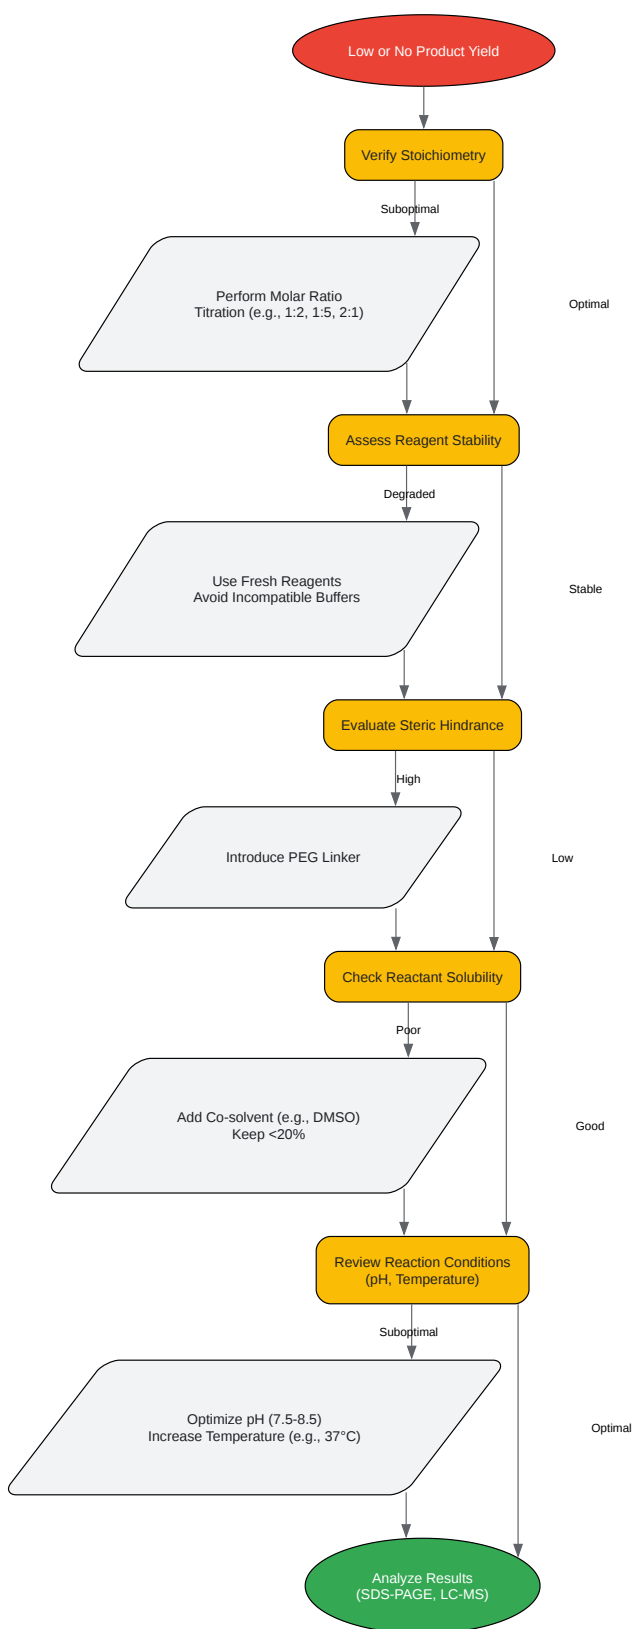 Low or No Product Yield
Verify Stoichiometry
Suboptimal
Perform Molar Ratio
Titration (e.g., 1:2, 1:5, 2:1)
Optimal
Assess Reagent Stability
Degraded
Use Fresh Reagents
Avoid Incompatible Buffers
Stable
Evaluate Steric Hindrance
High
Introduce PEG Linker
Low
Check Reactant Solubility
Poor
Add Co-solvent (e.g., DMSO)
Keep <20%
Good
Review Reaction Conditions
(pH, Temperature)
Suboptimal
Optimize pH (7.5-8.5)
Increase Temperature (e.g., 37°C)
Optimal
Analyze Results
(SDS-PAGE, LC-MS)